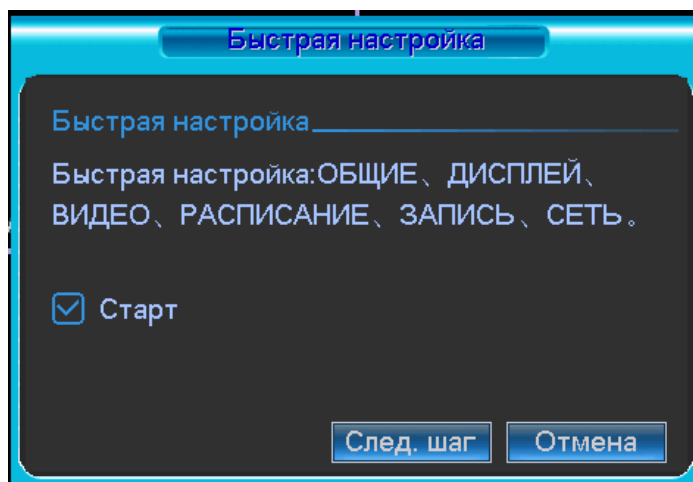 Быстрая настройка
Быстрая настройка
Быстрая настройка:ОБЩИЕ、ДИСПЛЕЙ、
ВИДЕО、РАСПИСАНИЕ、ЗАПИСЬ、СЕТЬ。
Старт
След. шаг Отмена